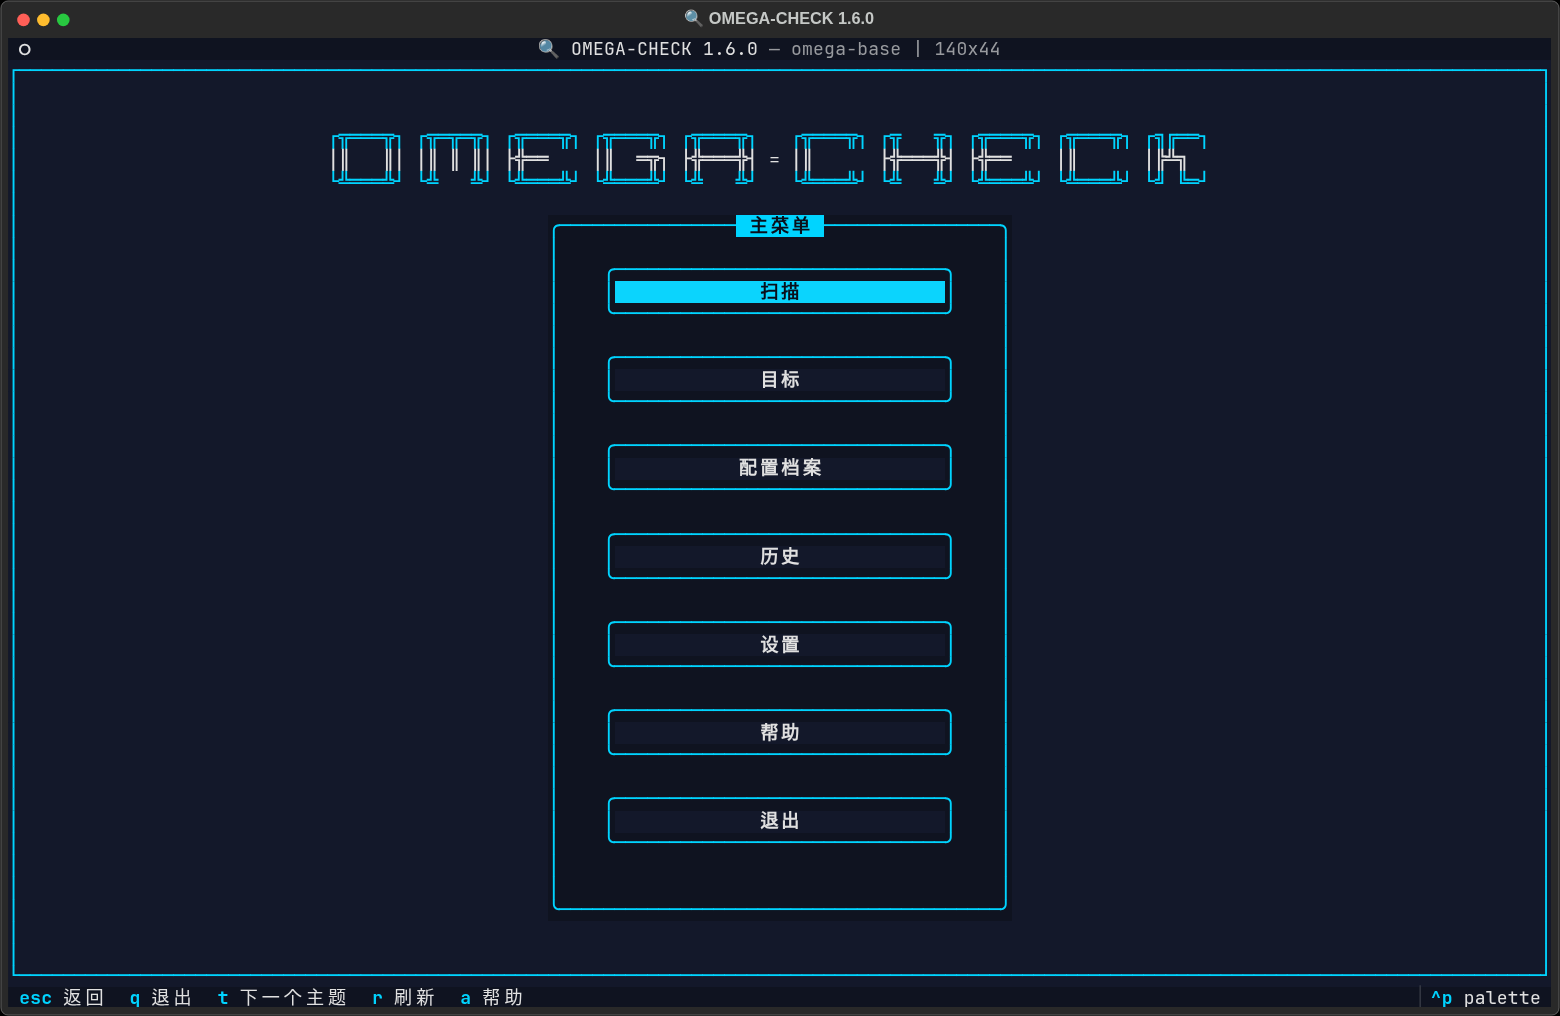 🔍 OMEGA-CHECK 1.6.0
🔍 OMEGA-CHECK 1.6.0 — omega-base | 140x44
OMEGA-CHECK
主菜单
扫描
目标
配置档案
历史
设置
帮助
退出
esc 返回 q 退出 t 下一个主题 r 刷新 a 帮助 ^p palette